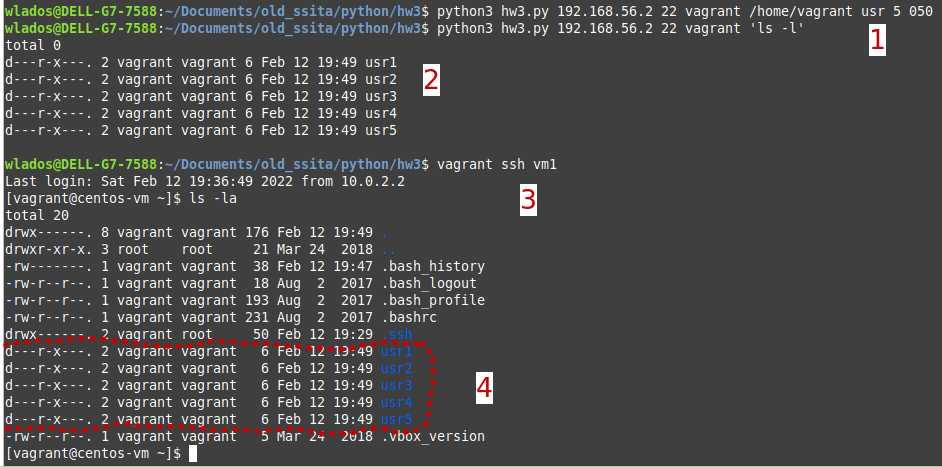 wlados@DELL-G7-7588:~/Documents/old_ssita/python/hw3$ python3 hw3.py 192.168.56.2 22 vagrant /home/vagrant usr 5 050
wlados@DELL-G7-7588:~/Documents/old_ssita/python/hw3$ python3 hw3.py 192.168.56.2 22 vagrant 'ls -l'
1
total 0
d---r-x---. 2 vagrant vagrant 6 Feb 12 19:49 usr1
d---r-x---. 2 vagrant vagrant 6 Feb 12 19:49 usr2
2
d---r-x---. 2 vagrant vagrant 6 Feb 12 19:49 usr3
d---r-x---. 2 vagrant vagrant 6 Feb 12 19:49 usr4
d---r-x---. 2 vagrant vagrant 6 Feb 12 19:49 usr5
wlados@DELL-G7-7588:~/Documents/old_ssita/python/hw3$ vagrant ssh vm1
Last login: Sat Feb 12 19:36:49 2022 from 10.0.2.2
[vagrant@centos-vm ~]$ ls -la
3
total 20
drwx------. 8 vagrant vagrant 176 Feb 12 19:49 .
drwxr-xr-x. 3 root    root     21 Mar 24  2018 ..
-rw-------. 1 vagrant vagrant  38 Feb 12 19:47 .bash_history
-rw-r--r--. 1 vagrant vagrant  18 Aug  2  2017 .bash_logout
-rw-r--r--. 1 vagrant vagrant 193 Aug  2  2017 .bash_profile
-rw-r--r--. 1 vagrant vagrant 231 Aug  2  2017 .bashrc
drwx------. 2 vagrant root     50 Feb 12 19:29 .ssh
d---r-x---. 2 vagrant vagrant   6 Feb 12 19:49 usr1
d---r-x---. 2 vagrant vagrant   6 Feb 12 19:49 usr2
d---r-x---. 2 vagrant vagrant   6 Feb 12 19:49 usr3
4
d---r-x---. 2 vagrant vagrant   6 Feb 12 19:49 usr4
d---r-x---. 2 vagrant vagrant   6 Feb 12 19:49 usr5
-rw-r--r--. 1 vagrant vagrant   5 Mar 24  2018 .vbox_version
[vagrant@centos-vm ~]$